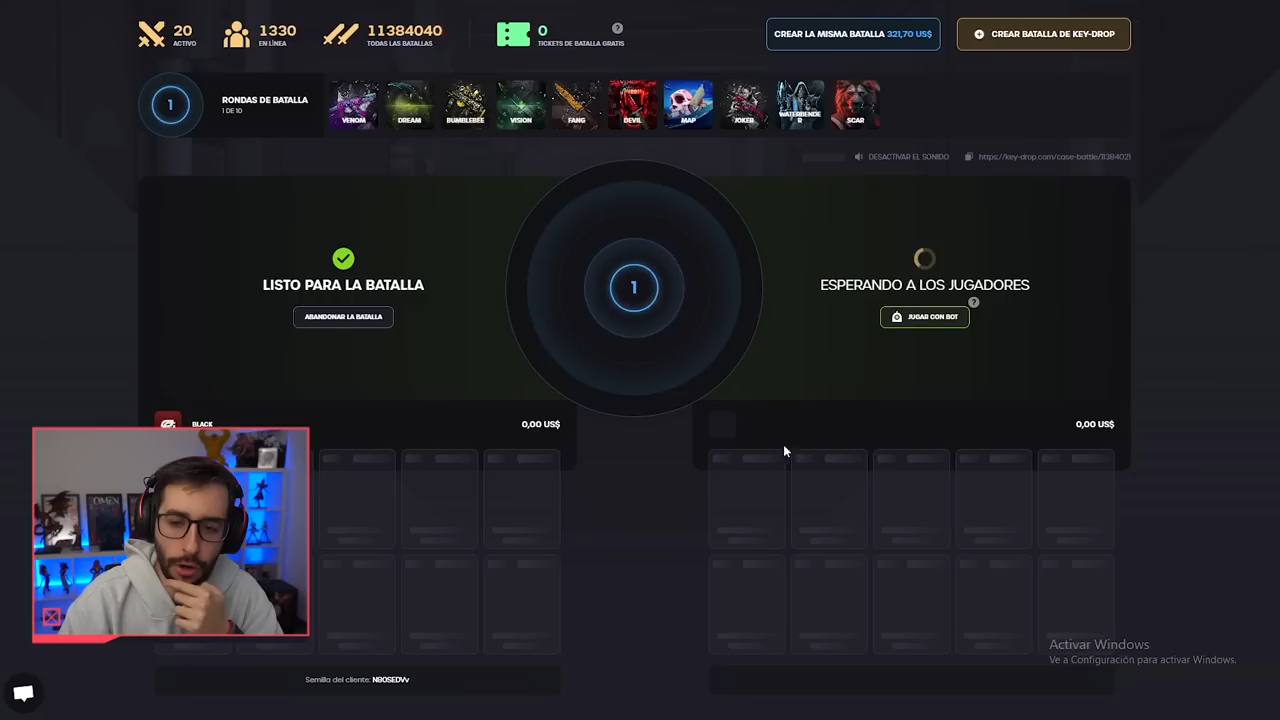 20
ACTIVO
1330
EN LÍNEA
11384040
TODAS LAS BATALLAS
0
TICKETS DE BATALLA GRATIS
?
CREAR LA MISMA BATALLA 321,70 US$
CREAR BATALLA DE KEY-DROP
1
RONDAS DE BATALLA
1 DE 10
VENOM
DREAM
BUMBLEBEE
VISION
FANG
DEVIL
MAP
JOKER
WATERBENDE
R
SCAR
DESACTIVAR EL SONIDO
https://key-drop.com/case-battle/1138402
LISTO PARA LA BATALLA
ABANDONAR LA BATALLA
1
ESPERANDO A LOS JUGADORES
?
JUGAR CON BOT
BLACK
0,00 US$
0,00 US$
OMEN
Activar Windows
Ve a Configuración para activar Windows.
Semilla del cliente: NB0SEDVv